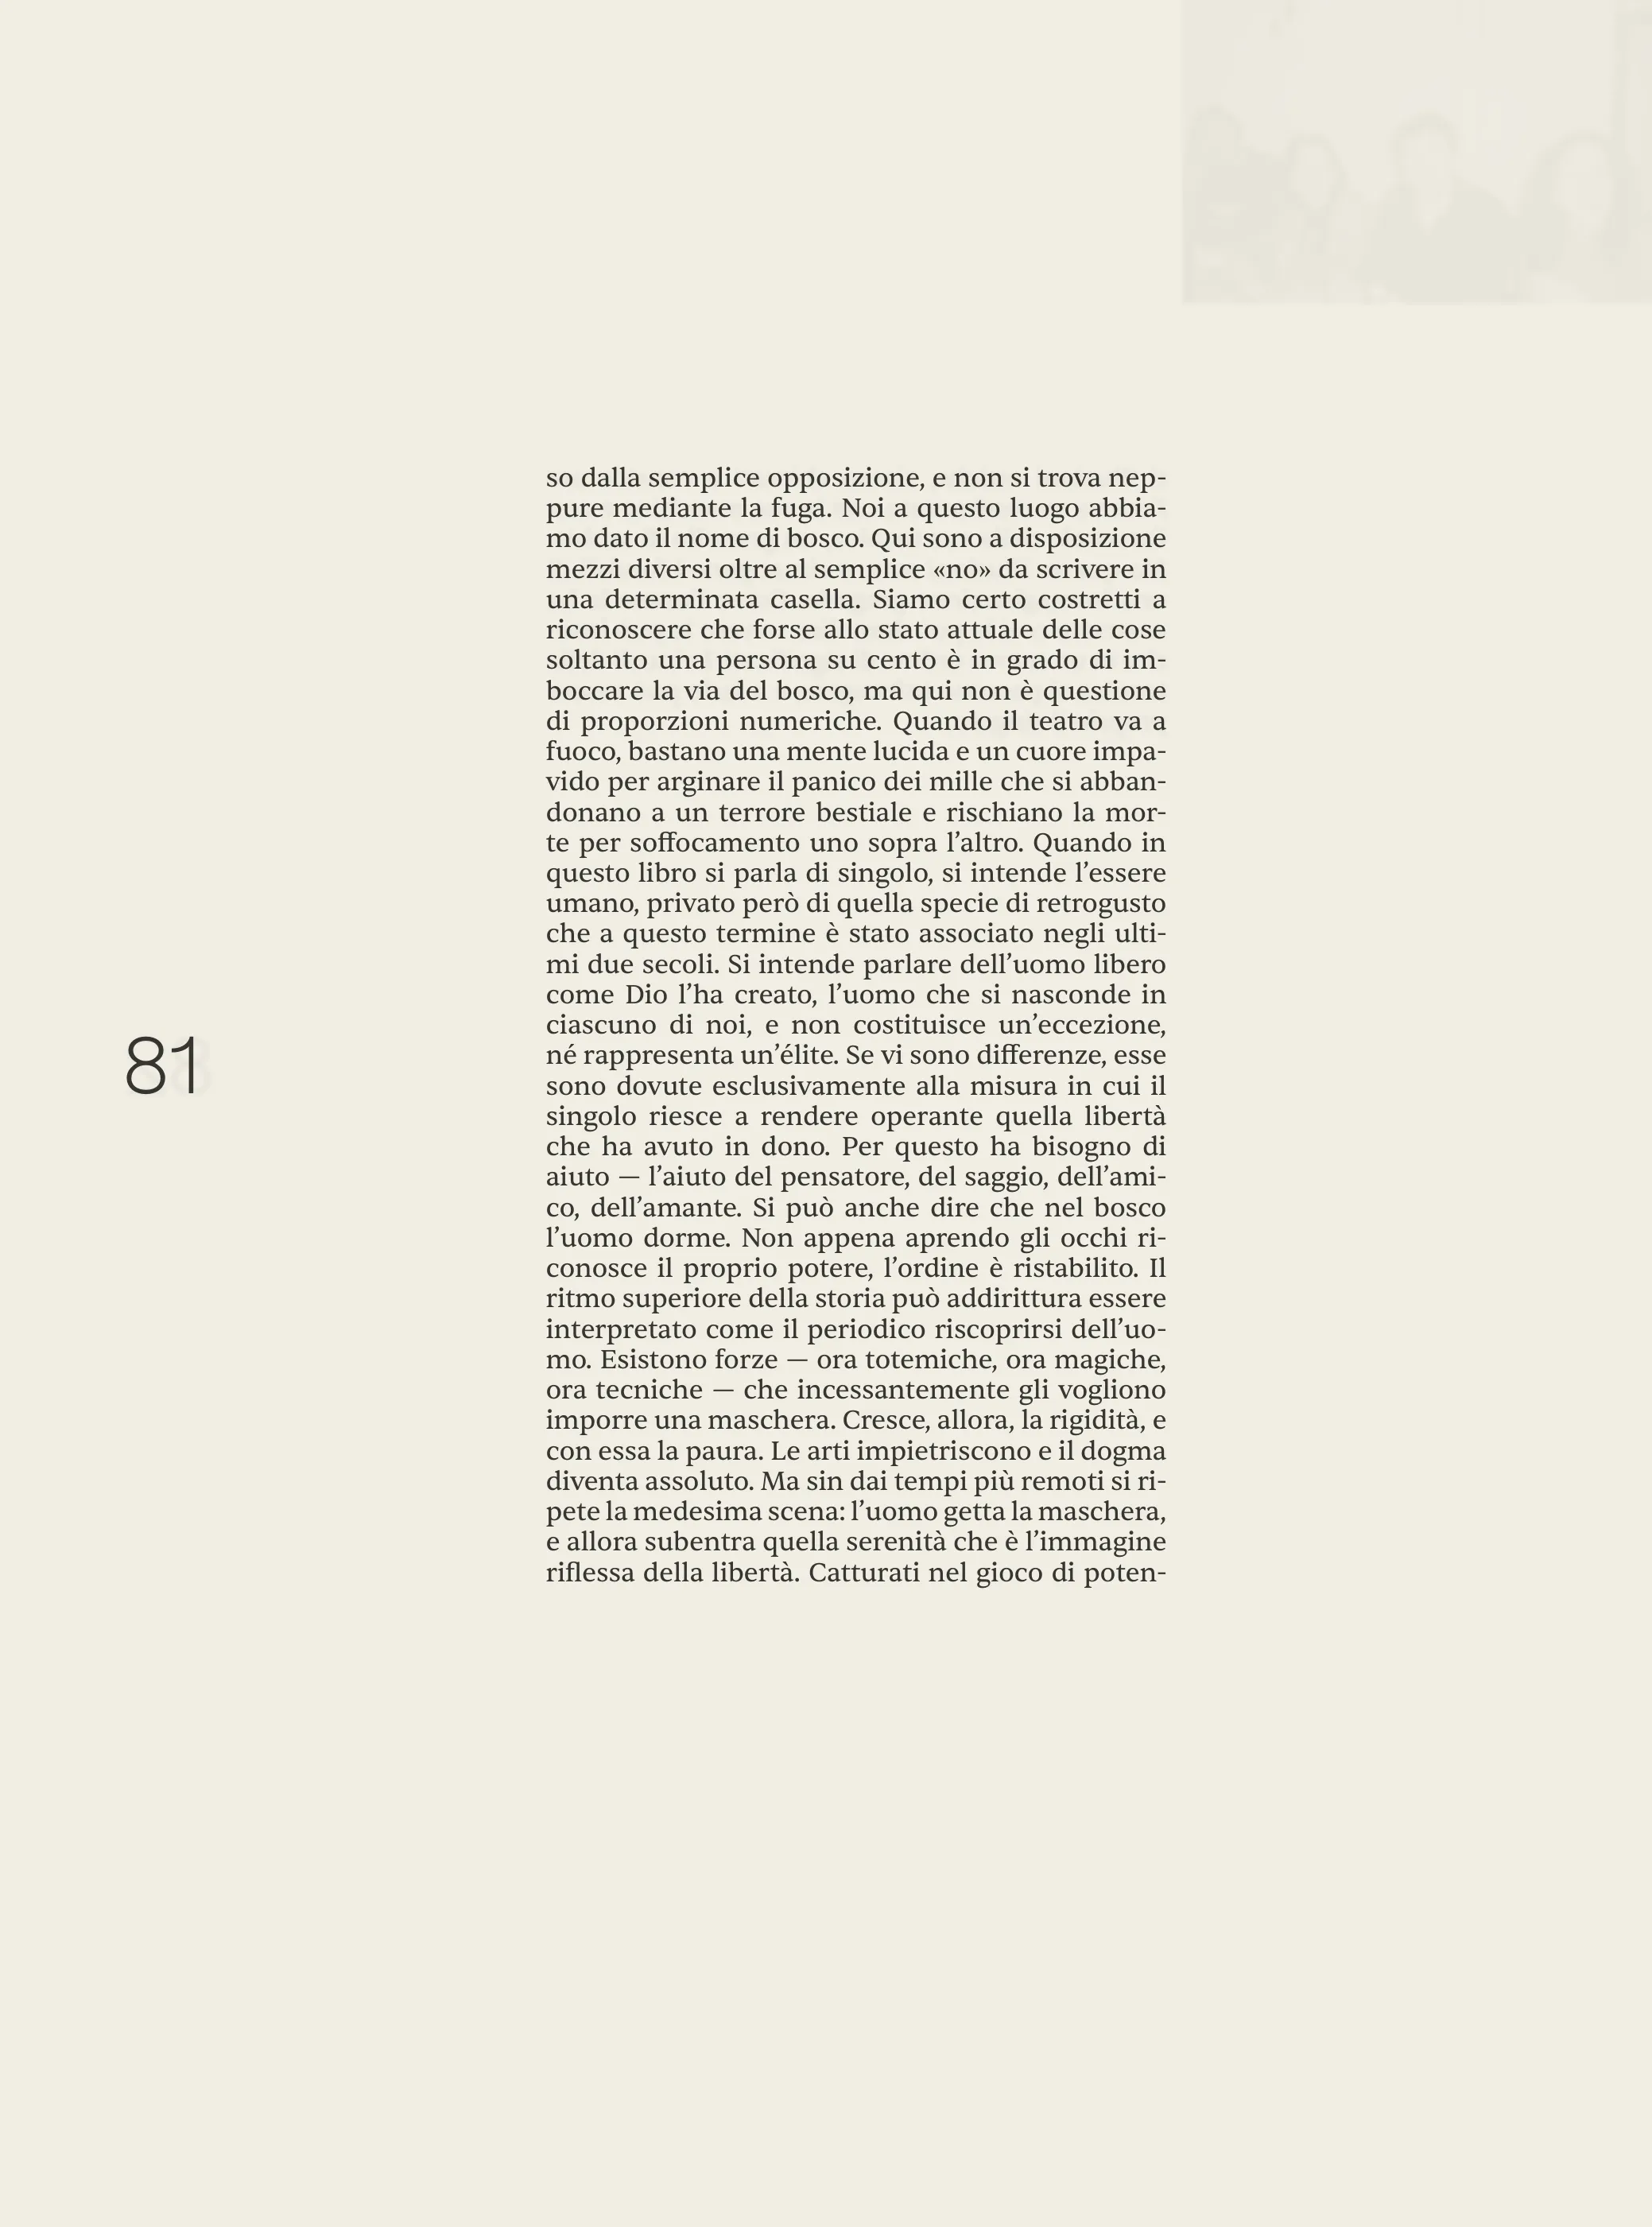 so dalla semplice opposizione, e non si trova nep-
pure mediante la fuga. Noi a questo luogo abbia-
mo dato il nome di bosco. Qui sono a disposizione
mezzi diversi oltre al semplice «no» da scrivere in
una determinata casella. Siamo certo costretti a
riconoscere che forse allo stato attuale delle cose
soltanto una persona su cento è in grado di im-
boccare la via del bosco, ma qui non è questione
di proporzioni numeriche. Quando il teatro va a
fuoco, bastano una mente lucida e un cuore impa-
vido per arginare il panico dei mille che si abban-
donano a un terrore bestiale e rischiano la mor-
te per soffocamento uno sopra l’altro. Quando in
questo libro si parla di singolo, si intende l’essere
umano, privato però di quella specie di retrogusto
che a questo termine è stato associato negli ulti-
mi due secoli. Si intende parlare dell’uomo libero
come Dio l’ha creato, l’uomo che si nasconde in
ciascuno di noi, e non costituisce un’eccezione,
né rappresenta un’élite. Se vi sono differenze, esse
sono dovute esclusivamente alla misura in cui il
singolo riesce a rendere operante quella libertà
che ha avuto in dono. Per questo ha bisogno di
aiuto — l’aiuto del pensatore, del saggio, dell’ami-
co, dell’amante. Si può anche dire che nel bosco
l’uomo dorme. Non appena aprendo gli occhi ri-
conosce il proprio potere, l’ordine è ristabilito. Il
ritmo superiore della storia può addirittura essere
interpretato come il periodico riscoprirsi dell’uo-
mo. Esistono forze — ora totemiche, ora magiche,
ora tecniche — che incessantemente gli vogliono
imporre una maschera. Cresce, allora, la rigidità, e
con essa la paura. Le arti impietriscono e il dogma
diventa assoluto. Ma sin dai tempi più remoti si ri-
pete la medesima scena: l’uomo getta la maschera,
e allora subentra quella serenità che è l’immagine
riflessa della libertà. Catturati nel gioco di poten-
81